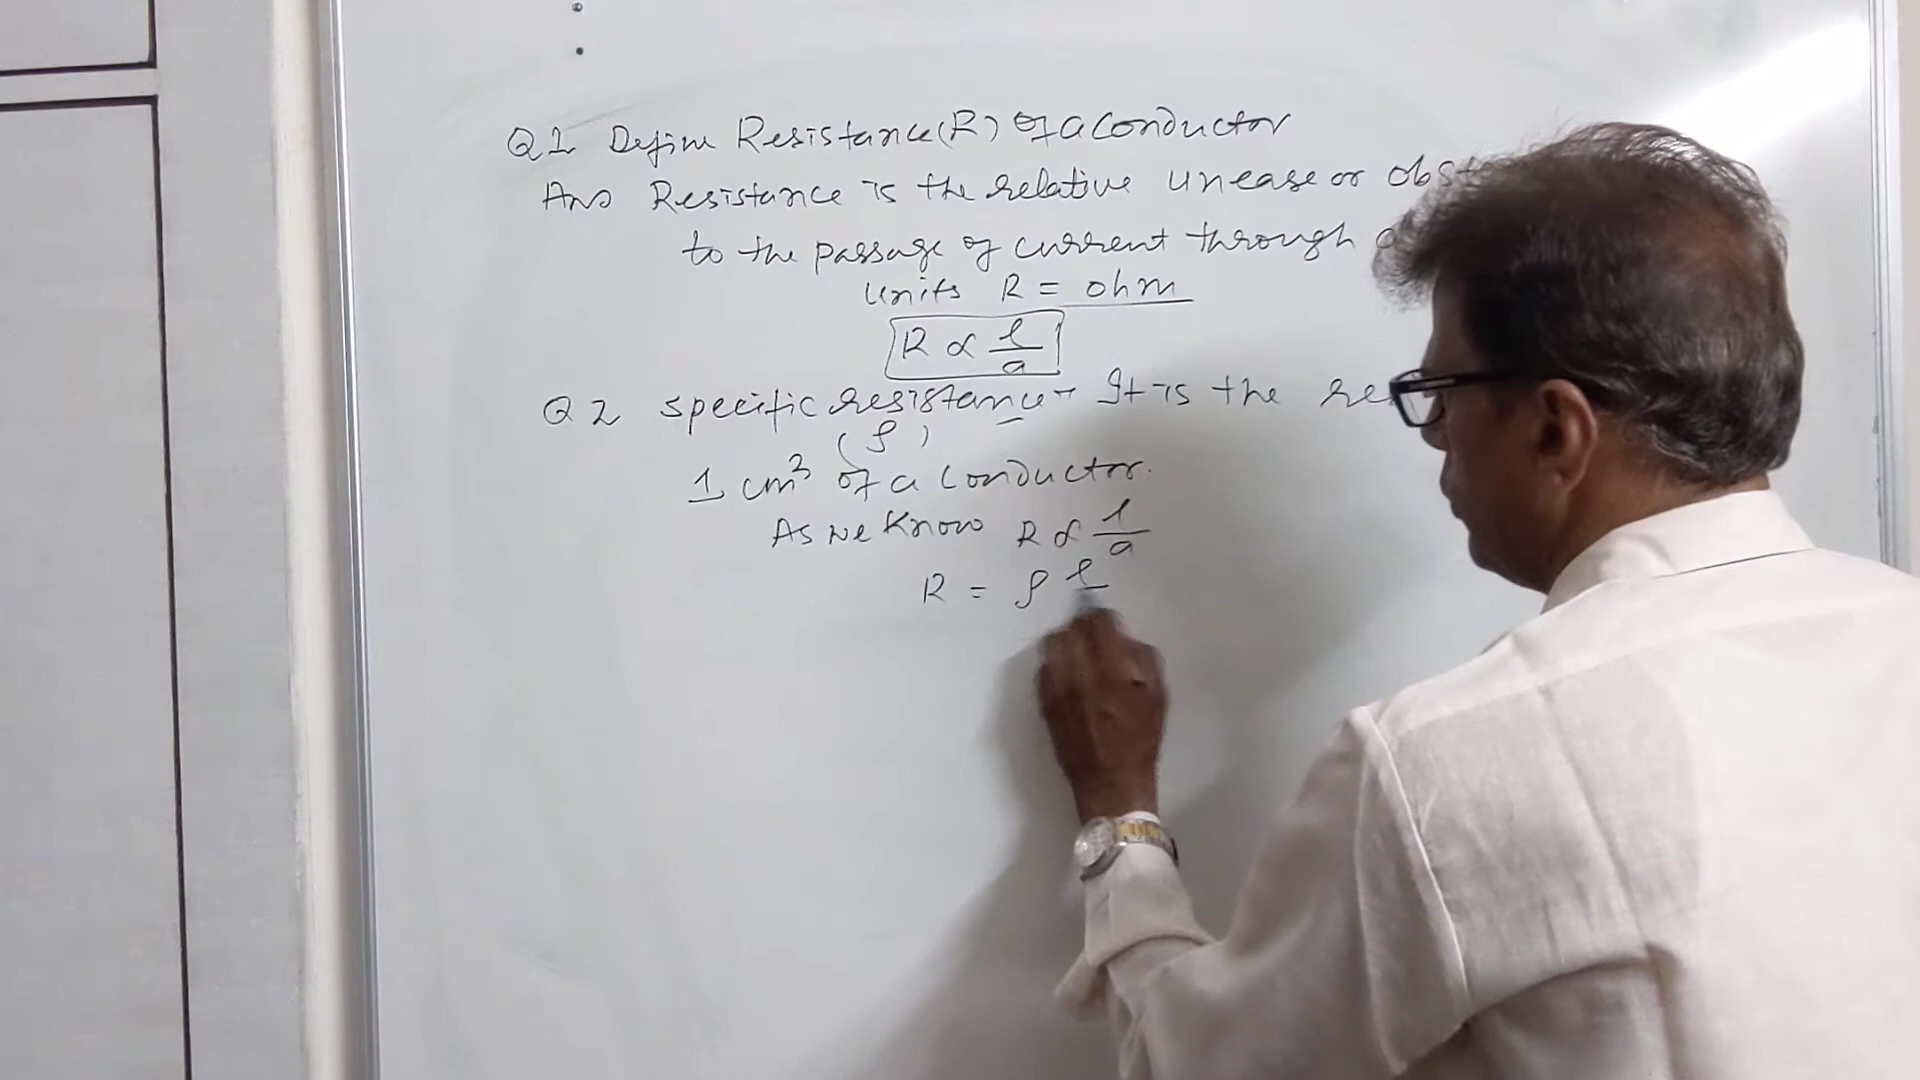 Q1 Define Resistance(R) of a conductor
Ans Resistance is the relative unease or obst
to the passage of current through
units R = ohm
R ∝ l/a
Q2 specific resistance - It is the re
(ρ)
1 cm³ of a conductor.
As we know R ∝ l/a
R = ρ l